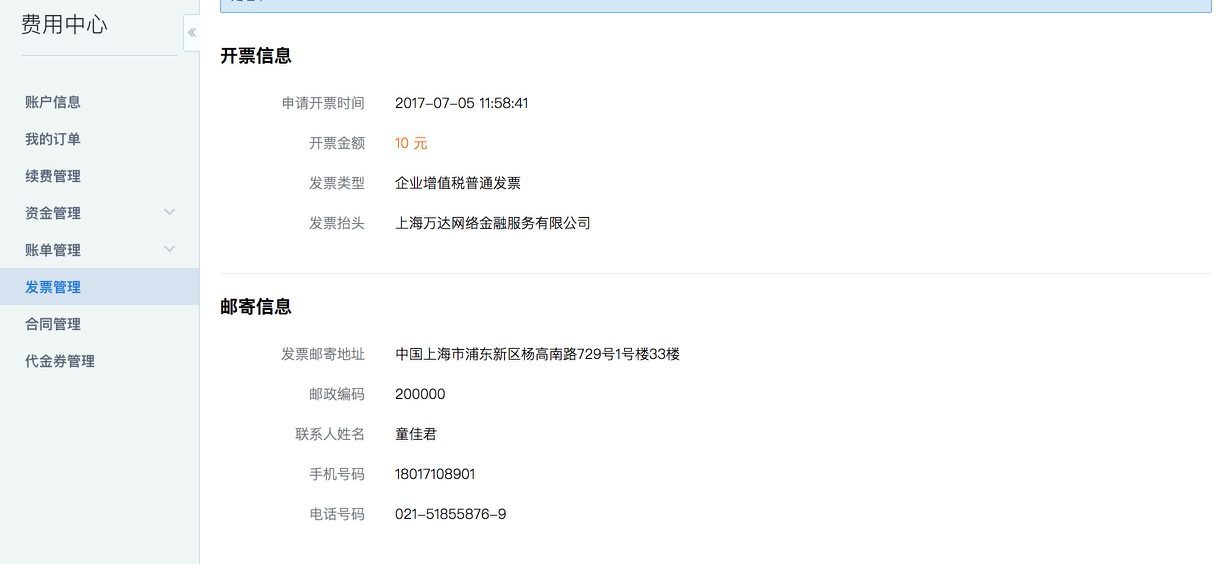 费用中心
«
账户信息
我的订单
续费管理
资金管理
账单管理
发票管理
合同管理
代金券管理
开票信息
申请开票时间 2017-07-05 11:58:41
开票金额 10 元
发票类型 企业增值税普通发票
发票抬头 上海万达网络金融服务有限公司
邮寄信息
发票邮寄地址 中国上海市浦东新区杨高南路729号1号楼33楼
邮政编码 200000
联系人姓名 童佳君
手机号码 18017108901
电话号码 021-51855876-9